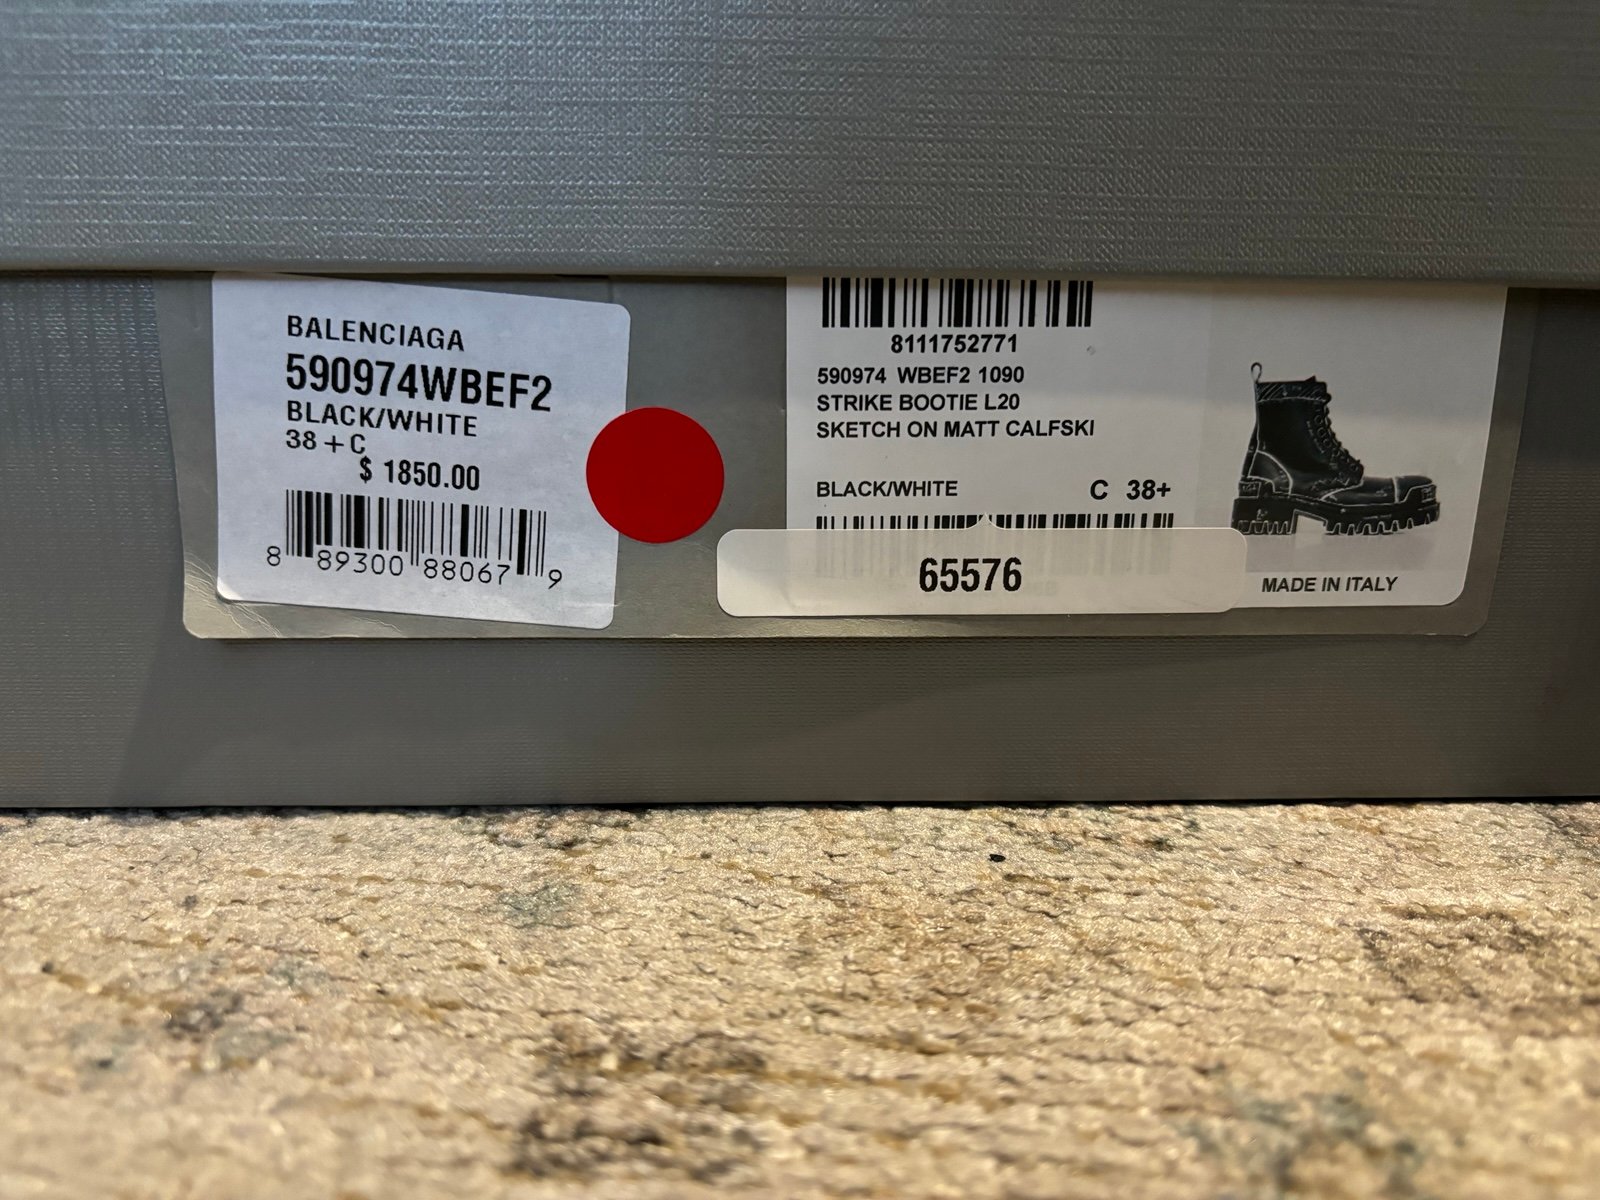 BALENCIAGA
590974WBEF2
BLACK/WHITE
38+C
$ 1850.00
8 89300 88067 9
8111752771
590974 WBEF2 1090
STRIKE BOOTIE L20
SKETCH ON MATT CALFSKI
BLACK/WHITE C 38+
65576
MADE IN ITALY